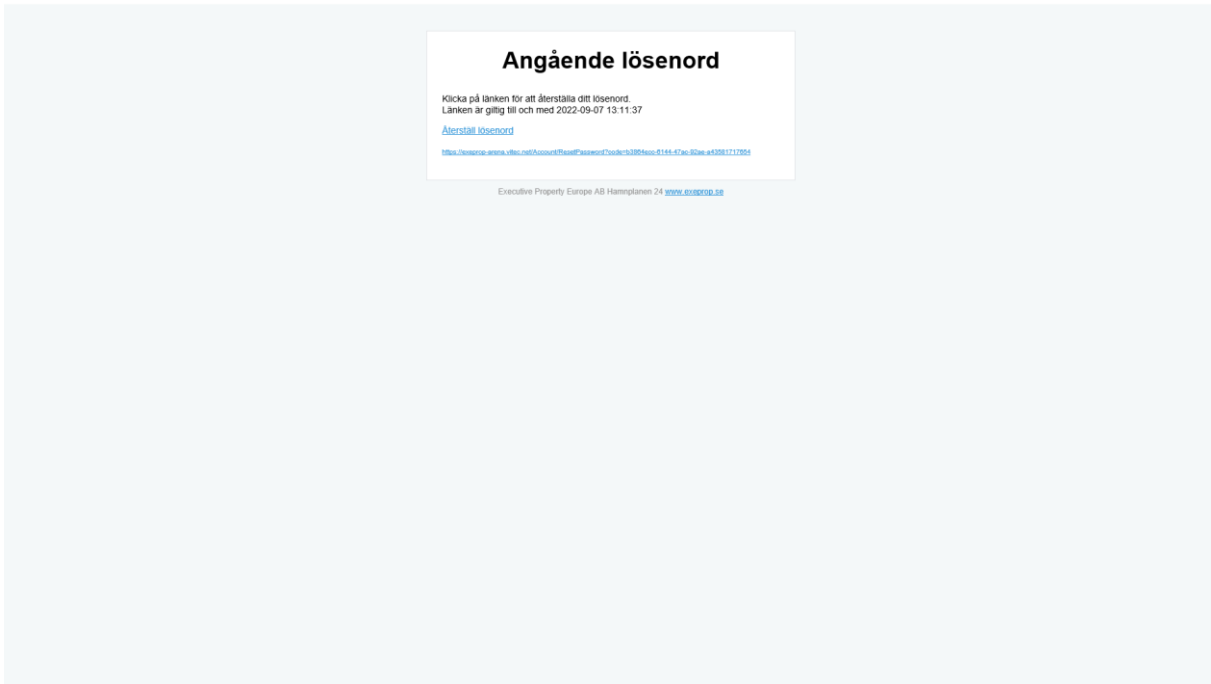 Angående lösenord
Klicka på länken för att återställa ditt lösenord.
Länken är giltig till och med 2022-09-07 13:11:37
Återställ lösenord
Executive Property Europe AB Hamnplanen 24 www.exeprop.se